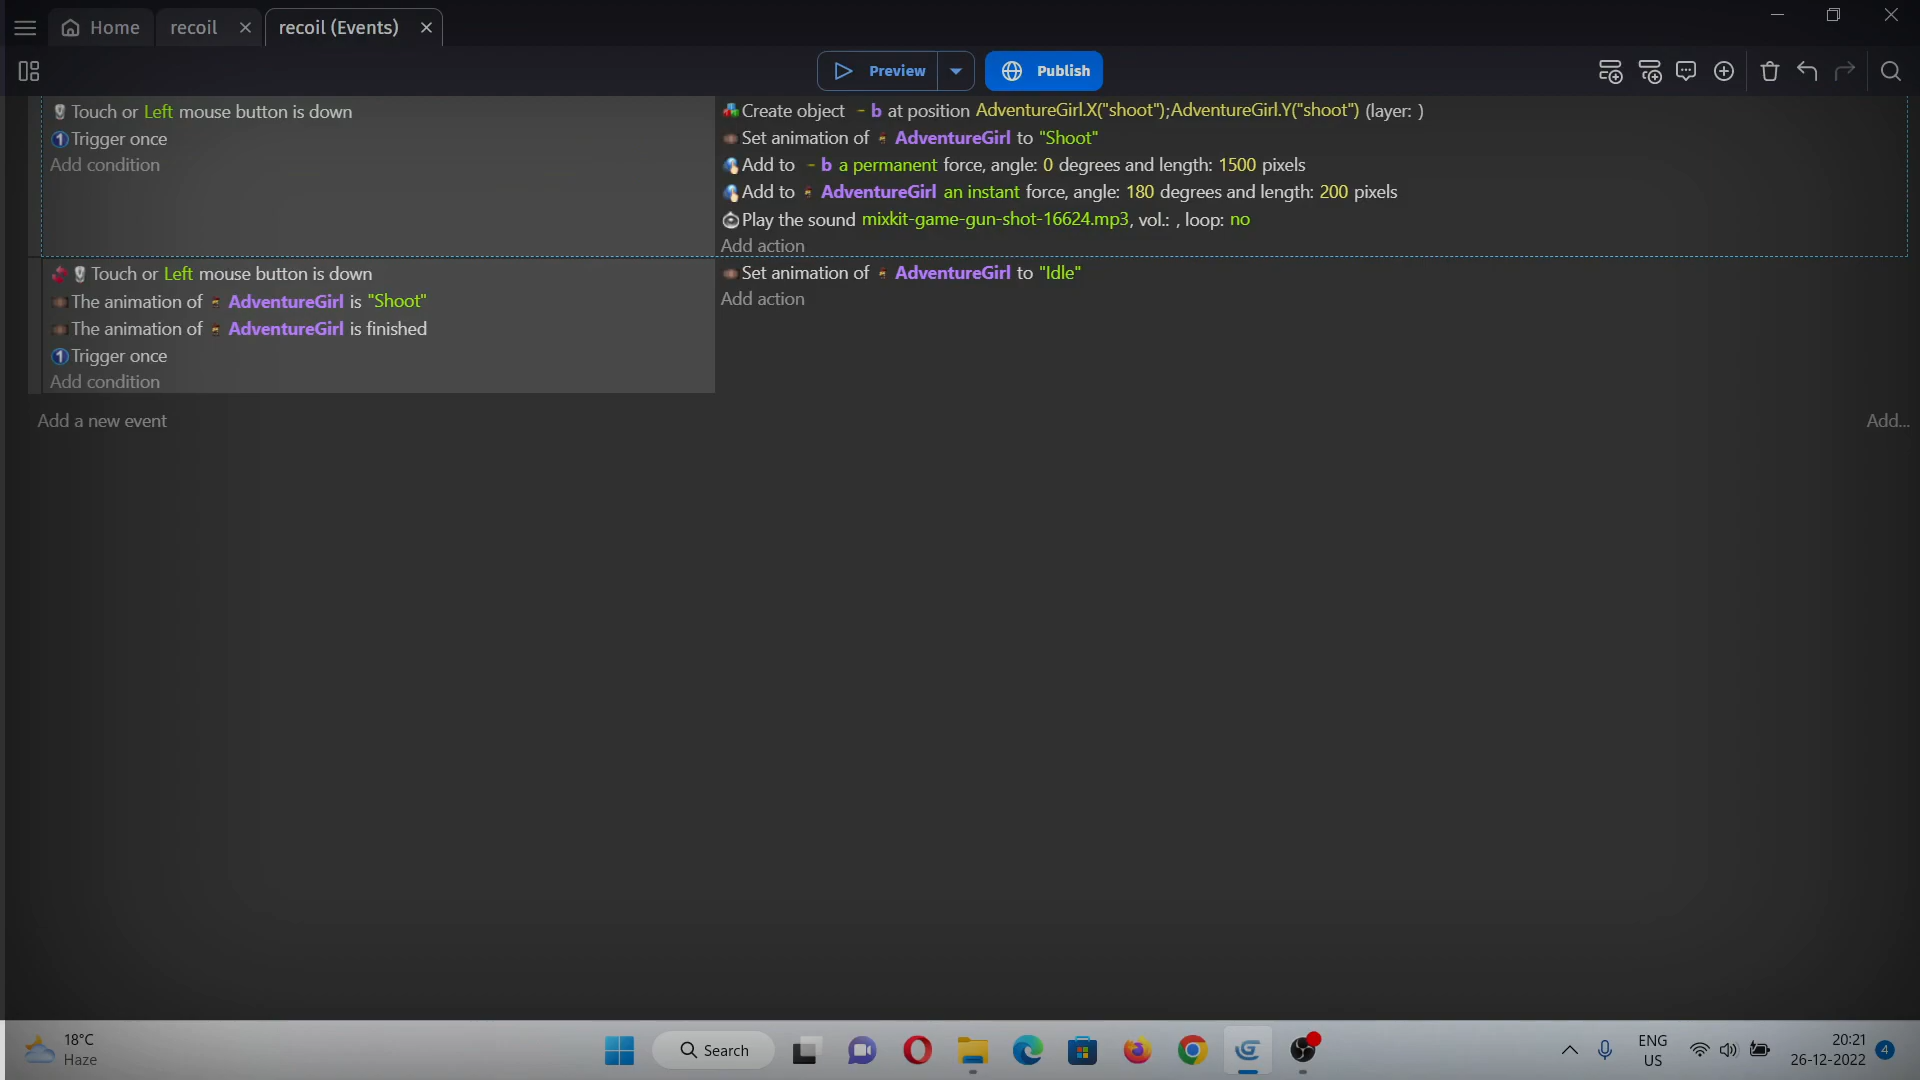 Home
recoil
recoil (Events)
Preview
Publish
Touch or Left mouse button is down
Trigger once
Add condition
Create object b at position AdventureGirl.X("shoot");AdventureGirl.Y("shoot") (layer: )
Set animation of AdventureGirl to "Shoot"
Add to b a permanent force, angle: 0 degrees and length: 1500 pixels
Add to AdventureGirl an instant force, angle: 180 degrees and length: 200 pixels
Play the sound mixkit-game-gun-shot-16624.mp3, vol.: , loop: no
Add action
Touch or Left mouse button is down
The animation of AdventureGirl is "Shoot"
The animation of AdventureGirl is finished
Trigger once
Add condition
Set animation of AdventureGirl to "Idle"
Add action
Add a new event
Add...
18°C
Haze
Search
ENG
US
20:21
26-12-2022
4